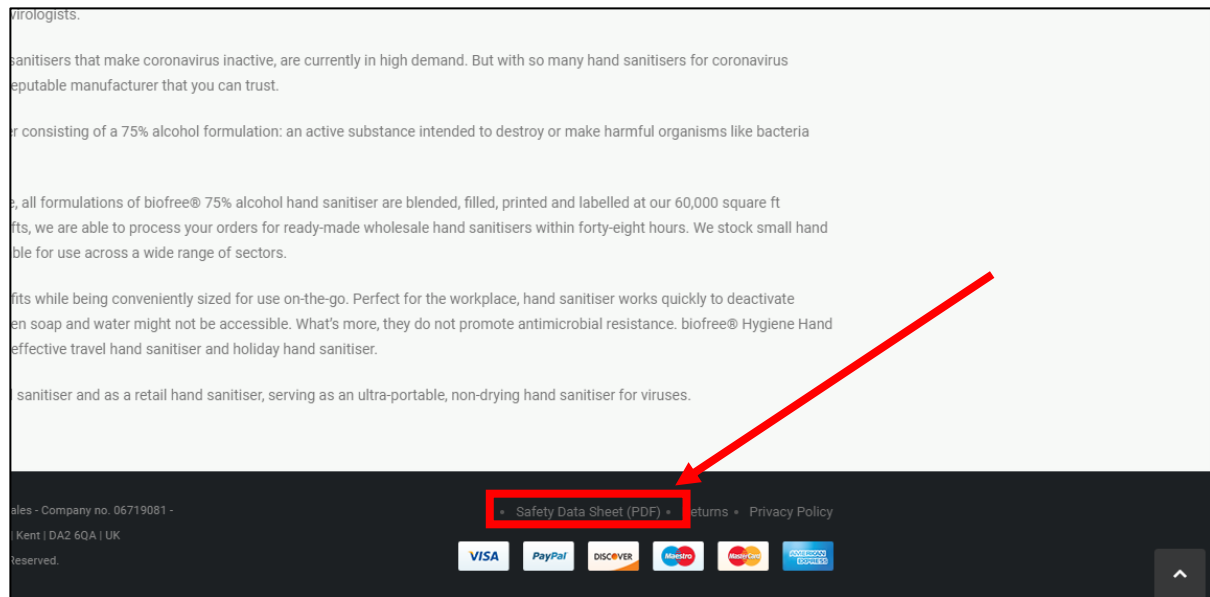 virologists.
sanitisers that make coronavirus inactive, are currently in high demand. But with so many hand sanitisers for coronavirus
eputable manufacturer that you can trust.
r consisting of a 75% alcohol formulation: an active substance intended to destroy or make harmful organisms like bacteria
e, all formulations of biofree® 75% alcohol hand sanitiser are blended, filled, printed and labelled at our 60,000 square ft
fts, we are able to process your orders for ready-made wholesale hand sanitisers within forty-eight hours. We stock small hand
ble for use across a wide range of sectors.
fits while being conveniently sized for use on-the-go. Perfect for the workplace, hand sanitiser works quickly to deactivate
en soap and water might not be accessible. What's more, they do not promote antimicrobial resistance. biofree® Hygiene Hand
effective travel hand sanitiser and holiday hand sanitiser.
l sanitiser and as a retail hand sanitiser, serving as an ultra-portable, non-drying hand sanitiser for viruses.
ales - Company no. 06719081 -
| Kent | DA2 6QA | UK
Reserved.
• Safety Data Sheet (PDF) • eturns • Privacy Policy
VISA PayPal DISCOVER Maestro MasterCard AMERICAN EXPRESS